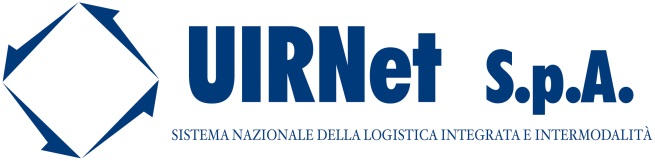 UIRNet S.p.A.
SISTEMA NAZIONALE DELLA LOGISTICA INTEGRATA E INTERMODALITÀ